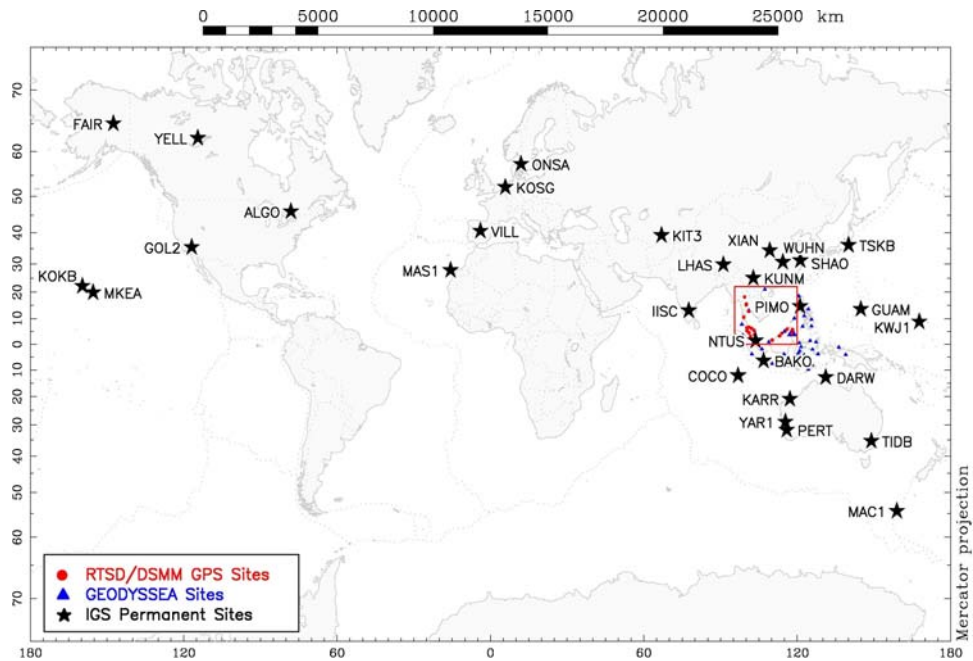 0 5000 10000 15000 20000 25000 km
70
FAIR
YELL
60
ONSA
KOSG
50
ALGO
40
VILL
KIT3
XIAN
WUHN
TSKB
GOL2
SHAO
30
MAS1
LHAS
KUNM
KOKB
MKEA
20
PIMO
GUAM
IISC
KWJ1
10
NTUS
0
BAKO
10
COCO
DARW
20
KARR
30
YAR1
PERT
TIDB
40
50
MAC1
60
70
RTSD/DSMM GPS Sites
GEODYSSEA Sites
IGS Permanent Sites
180 120 60 0 60 120 180
Mercator projection